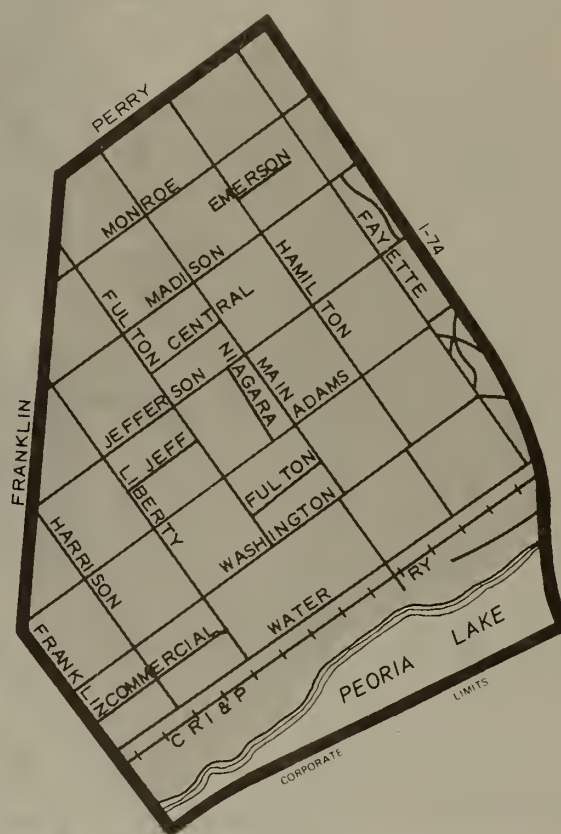 PERRY
MONROE
EMERSON
I-74
FAYETTE
MADISON
HAMILTON
FULTON
CENTRAL
NIAGARA
MAIN
JEFFERSON
ADAMS
FRANKLIN
JEFF
LIBERTY
FULTON
WASHINGTON
HARRISON
WATER
RY
FRANKLIN
COMMERCIAL
CRI&P
PEORIA LAKE
CORPORATE LIMITS